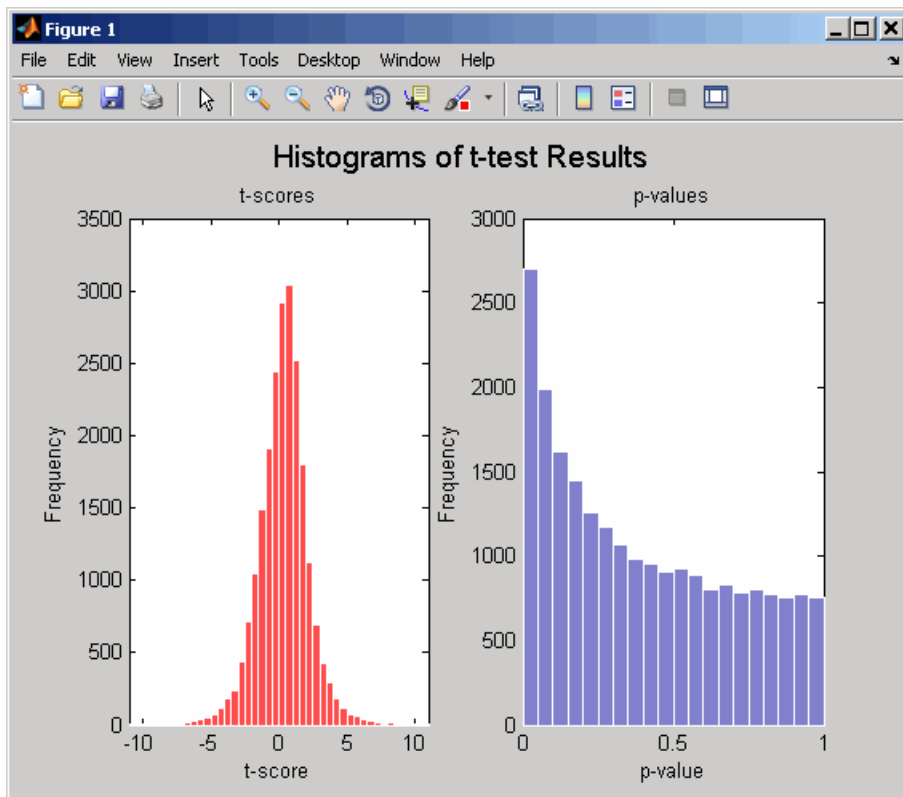 Figure 1
File Edit View Insert Tools Desktop Window Help
Histograms of t-test Results
t-scores
3500
3000
2500
2000
1500
1000
500
0
Frequency
-10 -5 0 5 10
t-score
p-values
3000
2500
2000
1500
1000
500
0
Frequency
0 0.5 1
p-value